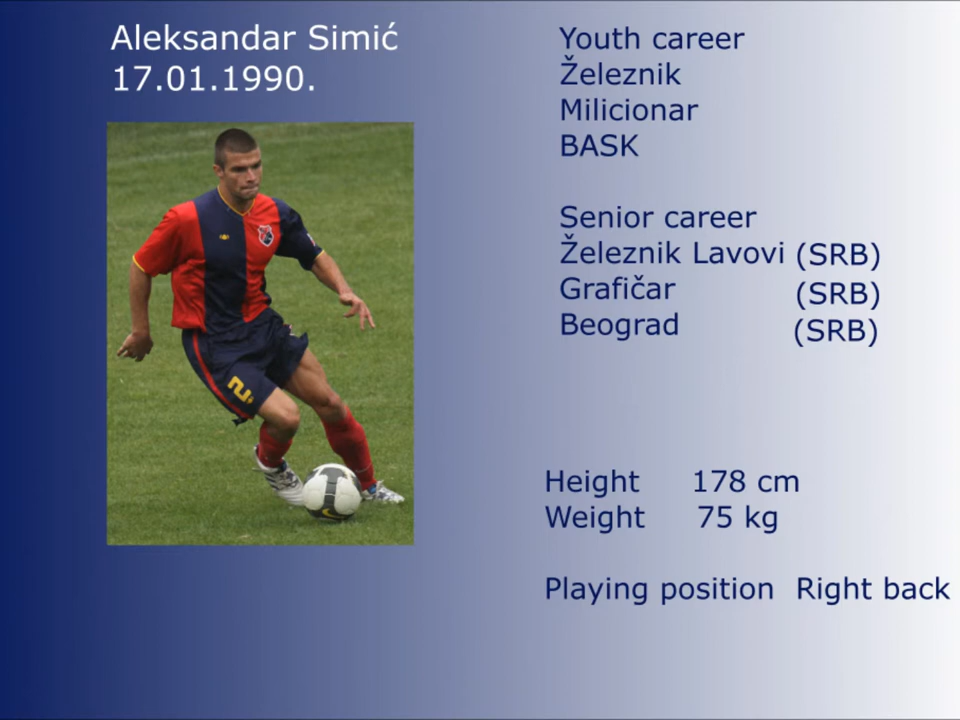 Aleksandar Simić
17.01.1990.
2
Youth career
Železnik
Milicionar
BASK
Senior career
Železnik Lavovi (SRB)
Grafičar (SRB)
Beograd (SRB)
Height 178 cm
Weight 75 kg
Playing position Right back